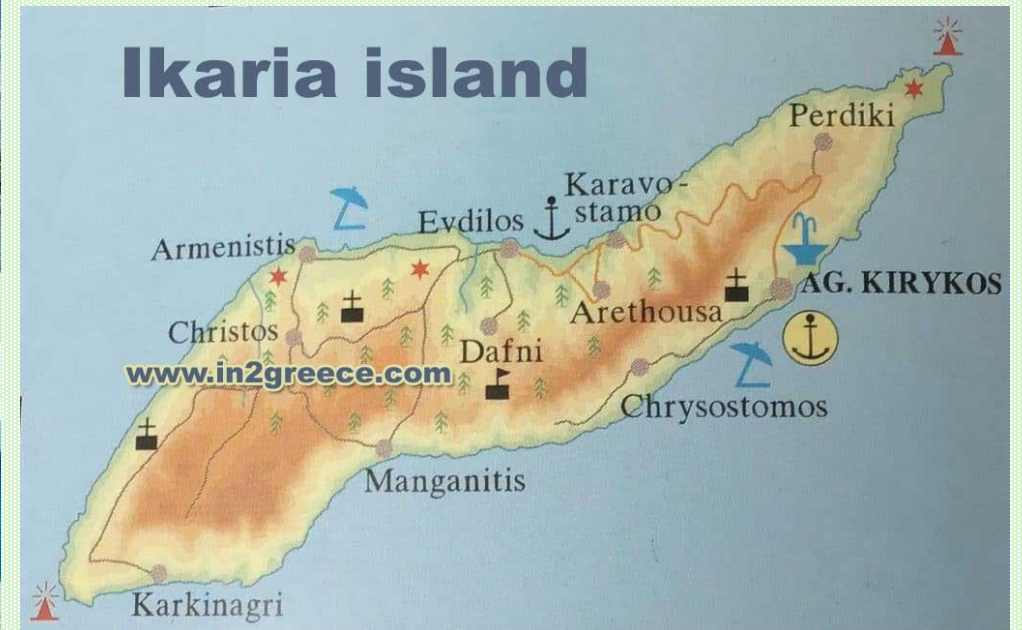 Ikaria island
Perdiki
Karavo-
stamo
Evdilos
Armenistis
AG. KIRYKOS
Arethousa
Christos
Dafni
www.in2greece.com
Chrysostomos
Manganitis
Karkinagri